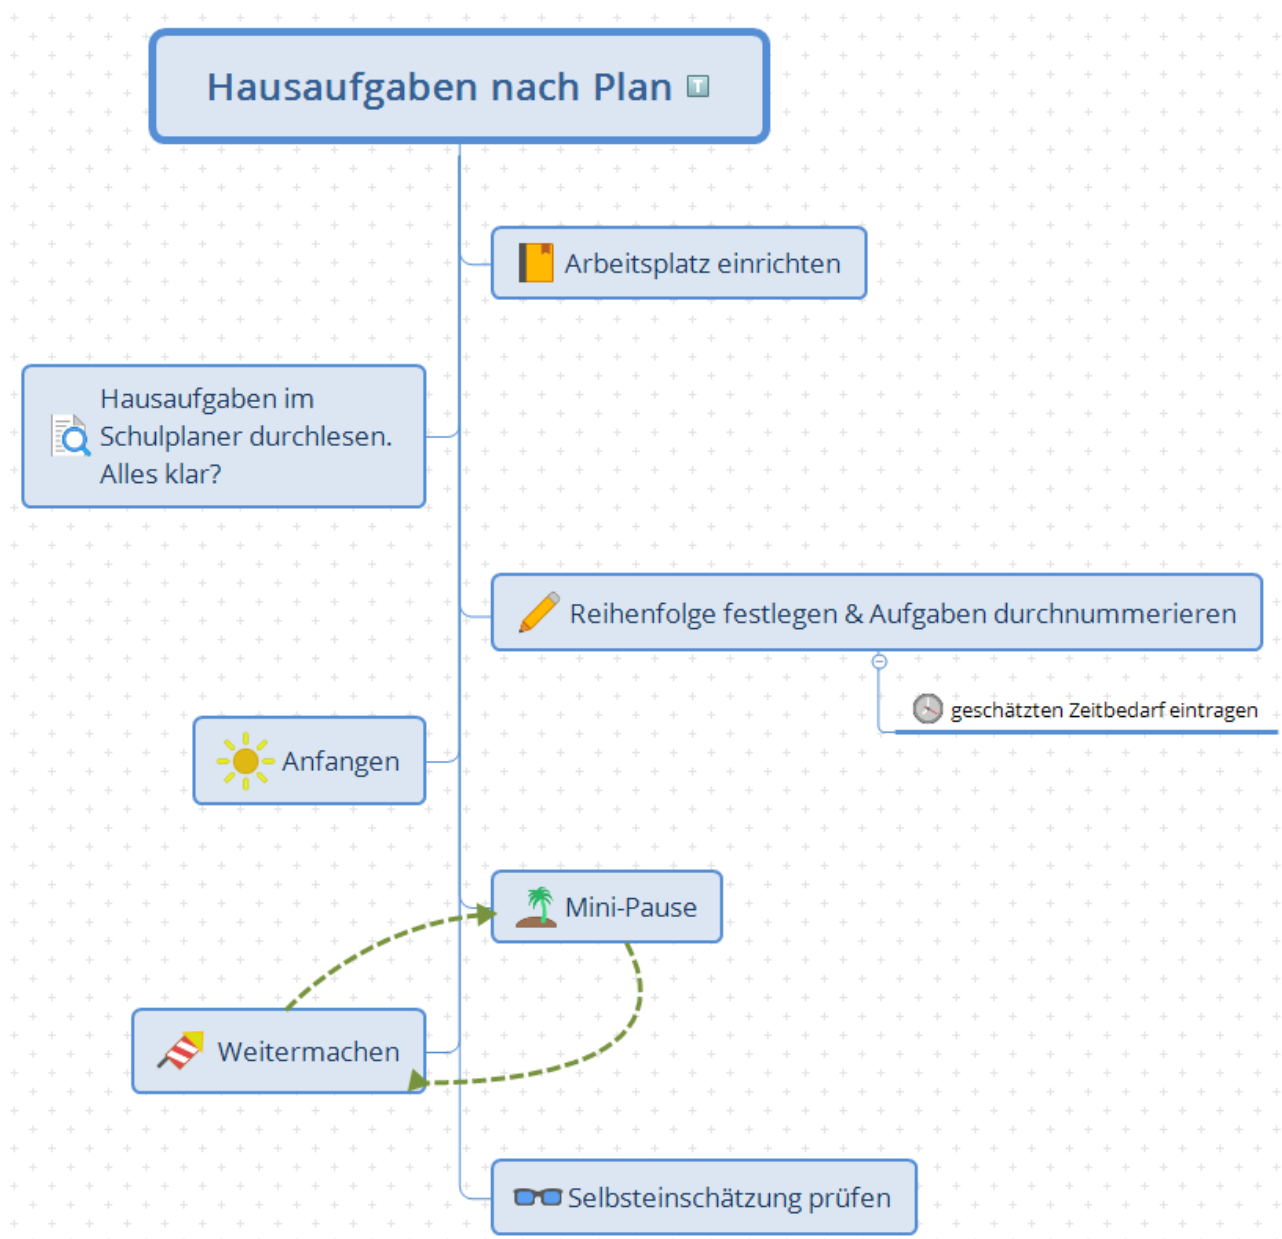 Hausaufgaben nach Plan T
Arbeitsplatz einrichten
Hausaufgaben im
Schulplaner durchlesen.
Alles klar?
Reihenfolge festlegen & Aufgaben durchnummerieren
geschätzten Zeitbedarf eintragen
Anfangen
Mini-Pause
Weitermachen
Selbsteinschätzung prüfen